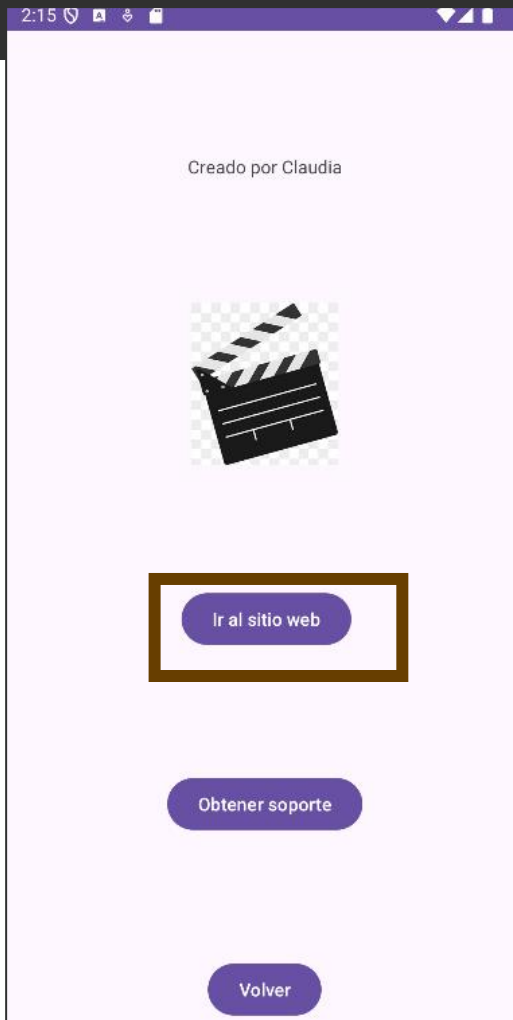 2:15
Creado por Claudia
Ir al sitio web
Obtener soporte
Volver